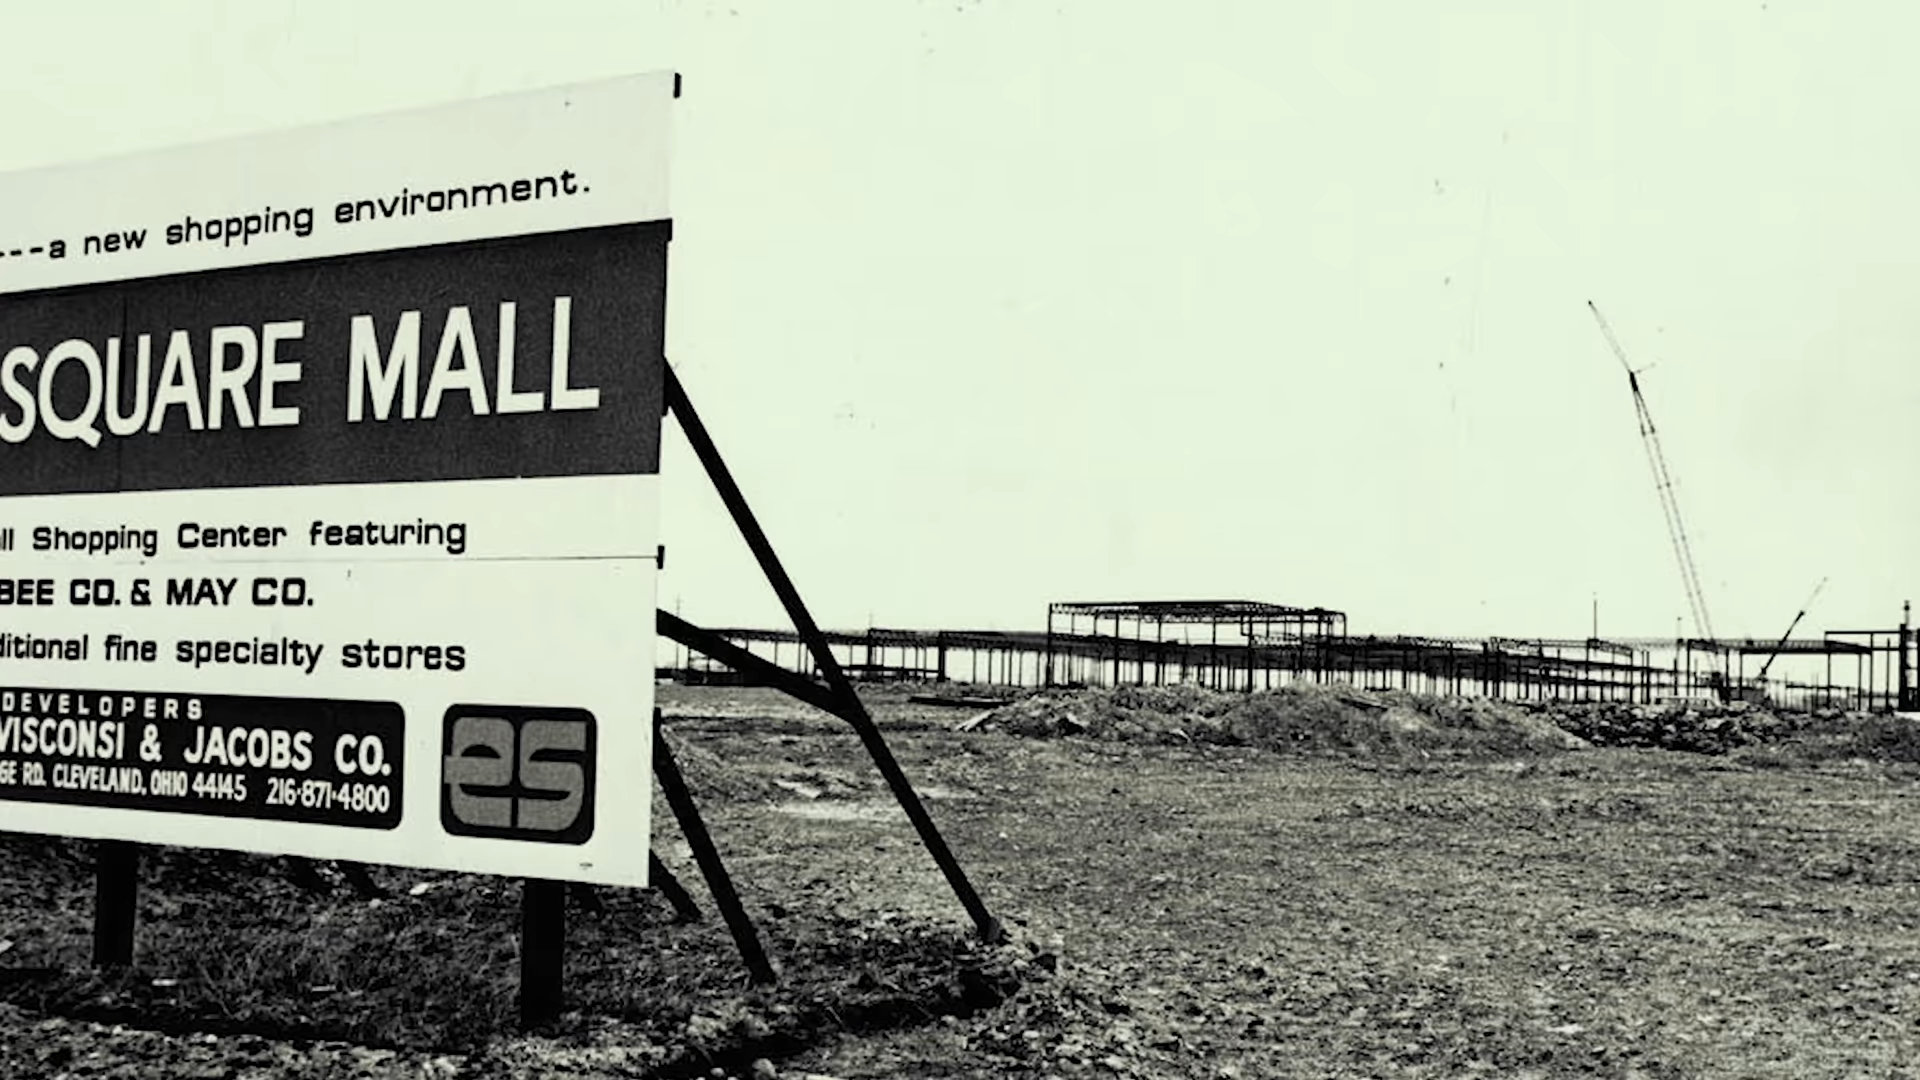 ---a new shopping environment.
SQUARE MALL
ll Shopping Center featuring
BEE CO. & MAY CO.
ditional fine specialty stores
DEVELOPERS
VISCONSI & JACOBS CO.
GE RD. CLEVELAND, OHIO 44145 216·871·4800
es